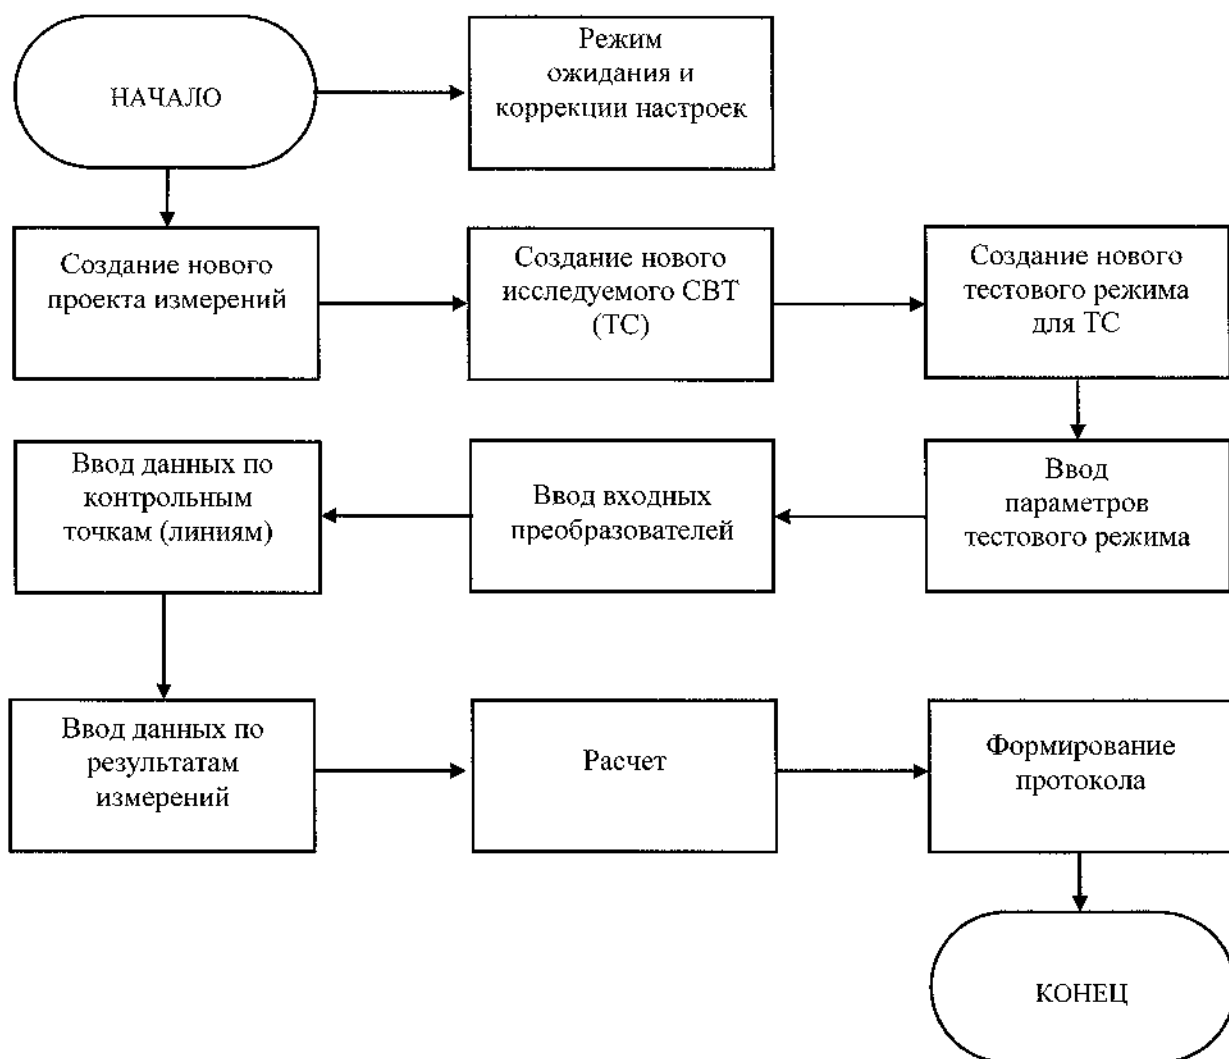 НАЧАЛО
Режим
ожидания и
коррекции настроек
Создание нового
проекта измерений
Создание нового
исследуемого СВТ
(ТС)
Создание нового
тестового режима
для ТС
Ввод
параметров
тестового режима
Ввод входных
преобразователей
Ввод данных по
контрольным
точкам (линиям)
Ввод данных по
результатам
измерений
Расчет
Формирование
протокола
КОНЕЦ